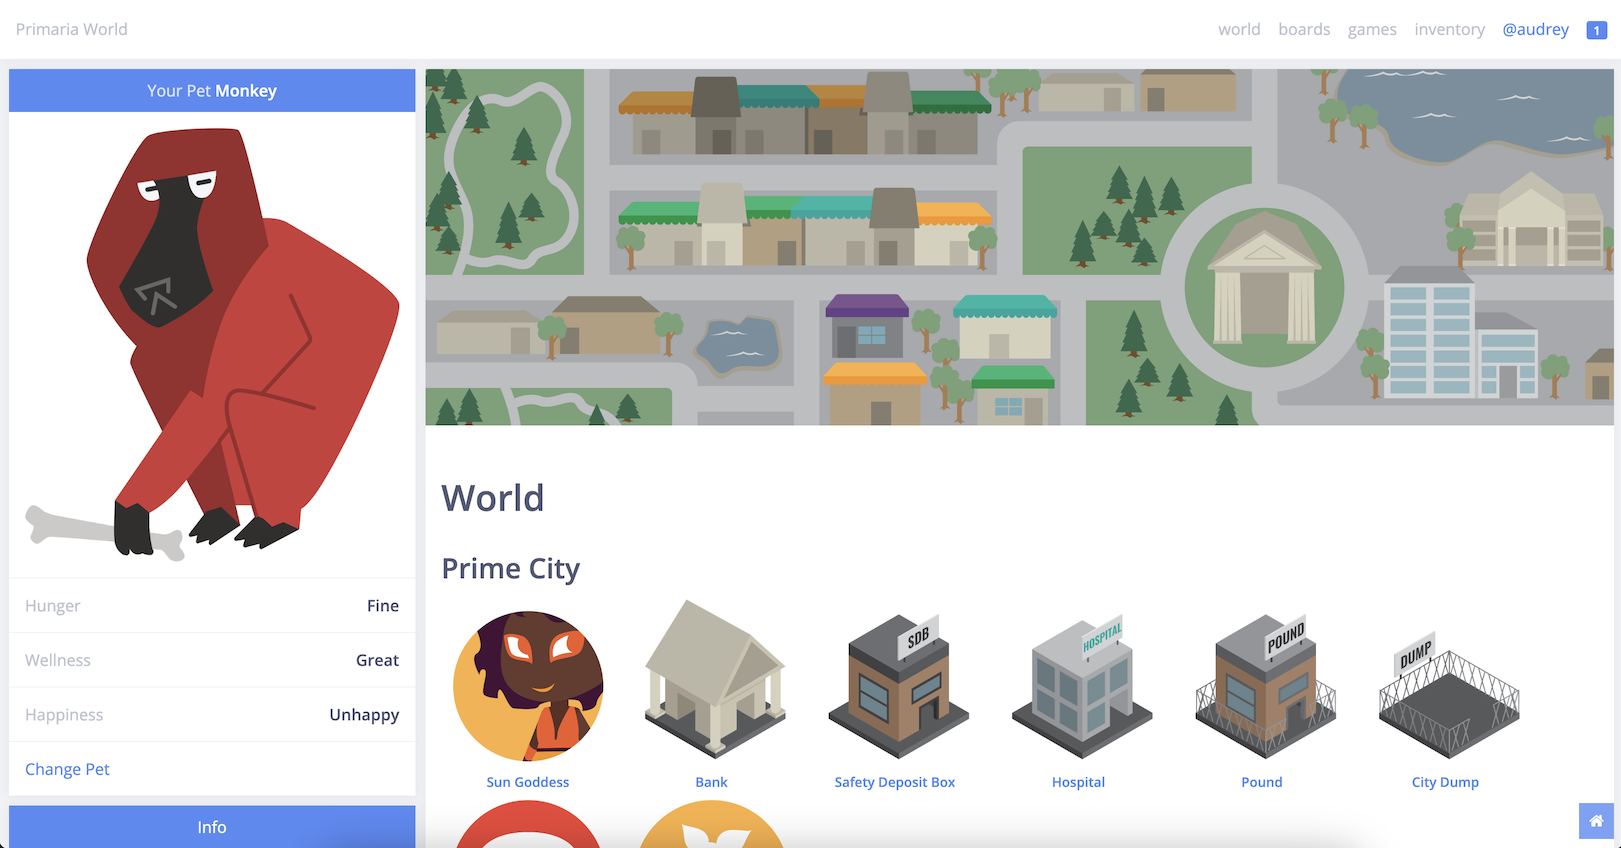 Primaria World
world boards games inventory @audrey 1
Your Pet Monkey
Hunger Fine
Wellness Great
Happiness Unhappy
Change Pet
Info
World
Prime City
SDB
HOSPITAL
POUND
DUMP
Sun Goddess
Bank
Safety Deposit Box
Hospital
Pound
City Dump